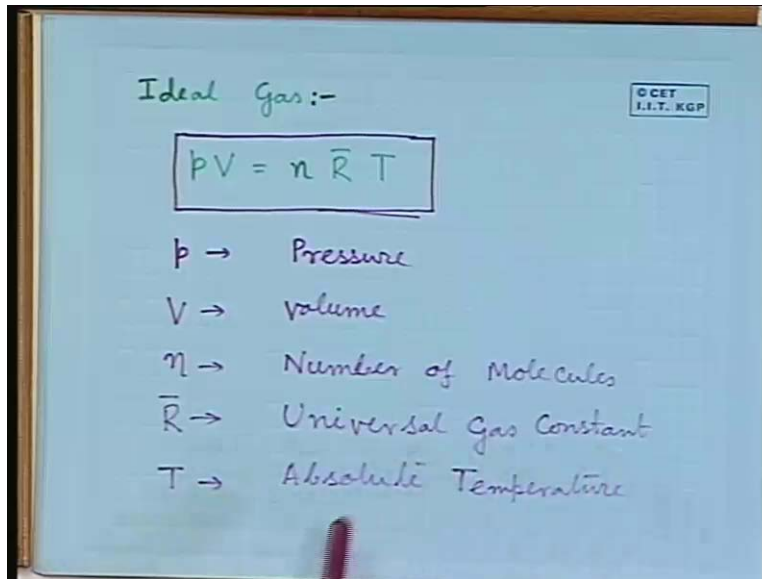 Ideal Gas:-
© CET
I.I.T. KGP
pV = n R̄ T
p → Pressure
V → Volume
n → Number of Molecules
R̄ → Universal Gas Constant
T → Absolute Temperature